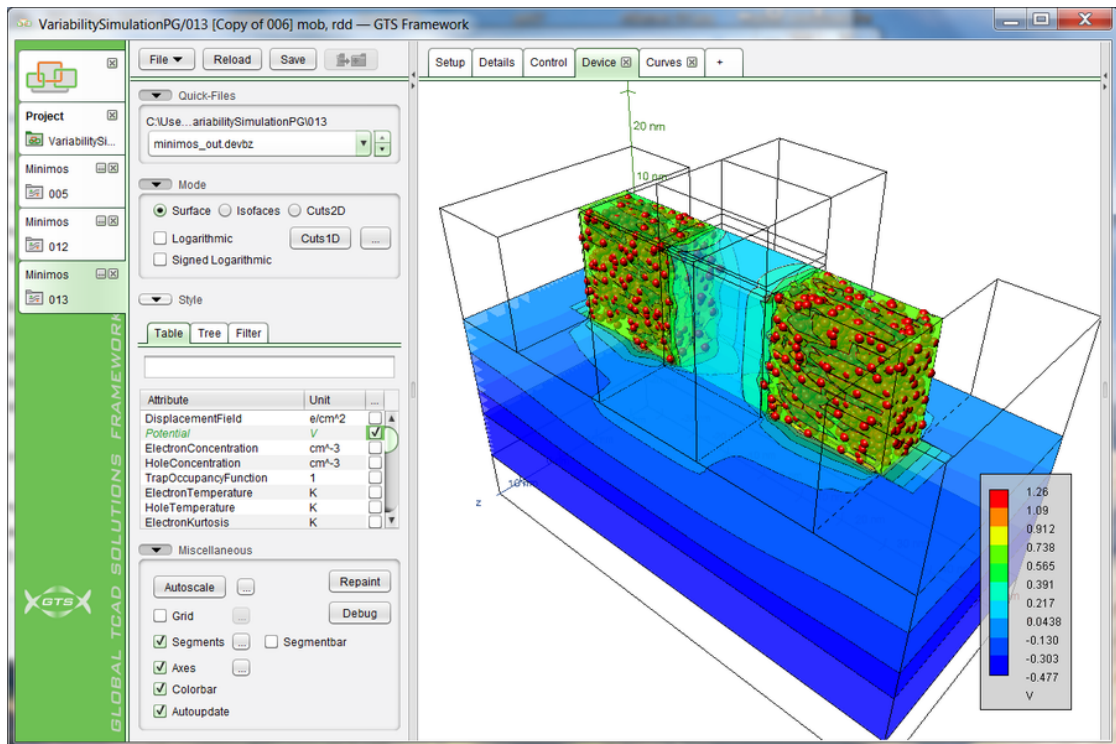 VariabilitySimulationPG/013 [Copy of 006] mob, rdd — GTS Framework
Project
VariabilitySi...
Minimos
005
Minimos
012
Minimos
013
GLOBAL TCAD SOLUTIONS FRAMEWORK
GTS
File Reload Save
Quick-Files
C:\Use...ariabilitySimulationPG\013
minimos_out.devbz
Mode
Surface Isofaces Cuts2D
Logarithmic Cuts1D ...
Signed Logarithmic
Style
Table Tree Filter
Attribute Unit ...
DisplacementField e/cm^2
Potential V
ElectronConcentration cm^-3
HoleConcentration cm^-3
TrapOccupancyFunction 1
ElectronTemperature K
HoleTemperature K
ElectronKurtosis K
Miscellaneous
Autoscale ... Repaint
Grid ... Debug
Segments ... Segmentbar
Axes ...
Colorbar
Autoupdate
Setup Details Control Device Curves +
20 nm
10 nm
10 nm
z
1.26
1.09
0.912
0.738
0.565
0.391
0.217
0.0438
-0.130
-0.303
-0.477
V